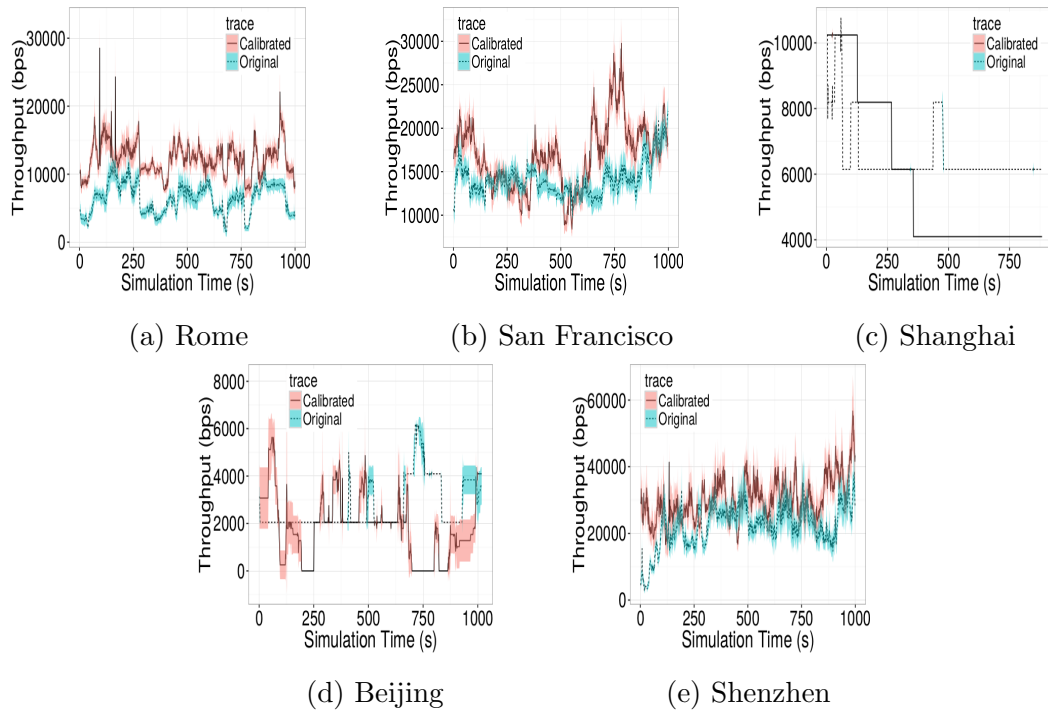 Throughput (bps)
30000
20000
10000
0
trace
Calibrated
Original
0 250 500 750 1000
Simulation Time (s)
(a) Rome
Throughput (bps)
30000
25000
20000
15000
10000
trace
Calibrated
Original
0 250 500 750 1000
Simulation Time (s)
(b) San Francisco
Throughput (bps)
10000
8000
6000
4000
trace
Calibrated
Original
0 250 500 750
Simulation Time (s)
(c) Shanghai
Throughput (bps)
8000
6000
4000
2000
0
trace
Calibrated
Original
0 250 500 750 1000
Simulation Time (s)
(d) Beijing
Throughput (bps)
60000
40000
20000
0
trace
Calibrated
Original
0 250 500 750 1000
Simulation Time (s)
(e) Shenzhen